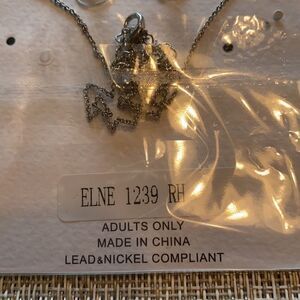 ELNE 1239 RH
ADULTS ONLY
MADE IN CHINA
LEAD&NICKEL COMPLIANT